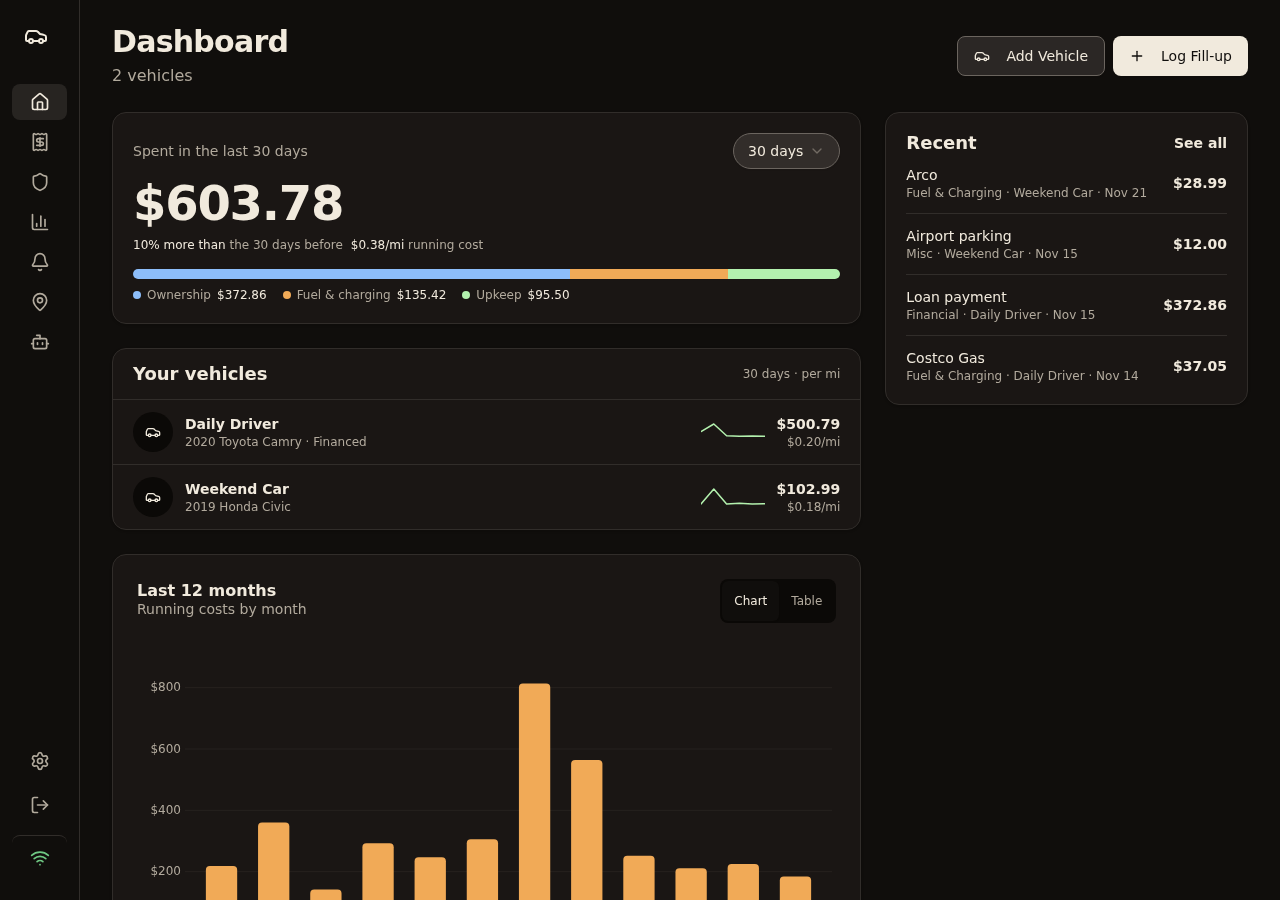 Dashboard
2 vehicles
Add Vehicle
Log Fill-up
Spent in the last 30 days
30 days
$603.78
10% more than the 30 days before $0.38/mi running cost
Ownership $372.86 Fuel & charging $135.42 Upkeep $95.50
Your vehicles
30 days · per mi
Daily Driver
2020 Toyota Camry · Financed
$500.79
$0.20/mi
Weekend Car
2019 Honda Civic
$102.99
$0.18/mi
Last 12 months
Running costs by month
Chart Table
$800
$600
$400
$200
Recent
See all
Arco
Fuel & Charging · Weekend Car · Nov 21
$28.99
Airport parking
Misc · Weekend Car · Nov 15
$12.00
Loan payment
Financial · Daily Driver · Nov 15
$372.86
Costco Gas
Fuel & Charging · Daily Driver · Nov 14
$37.05